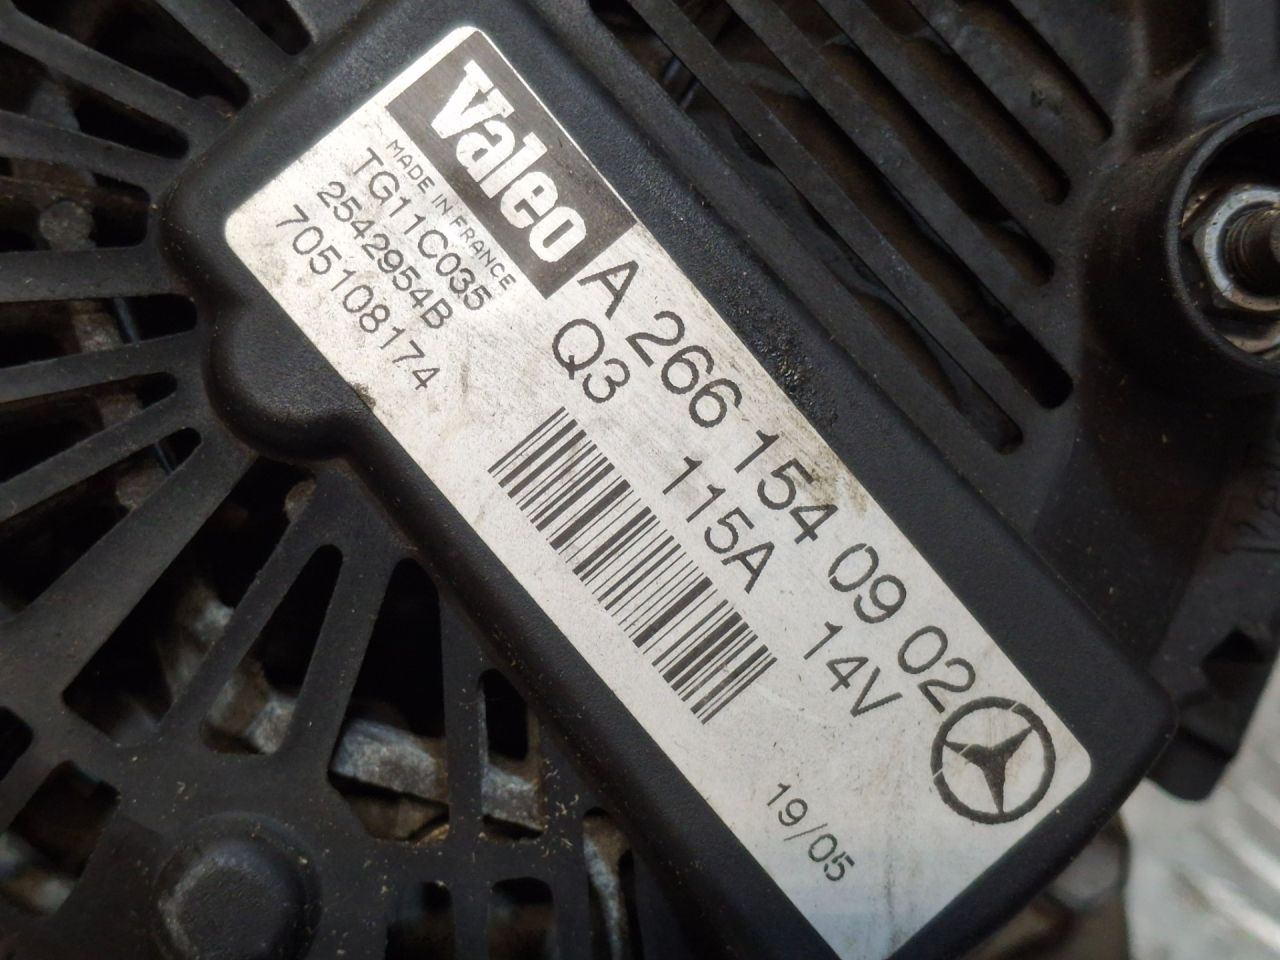 Valeo
MADE IN FRANCE
TG11C035
2542954B
705108174
A 266 154 09 02
Q3 115A 14V
19/05